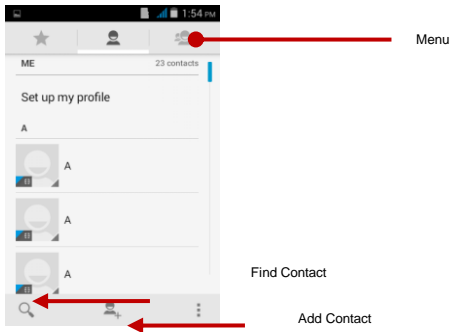 1:54 PM
Menu
ME 23 contacts
Set up my profile
A
A
A
A
Find Contact
Add Contact